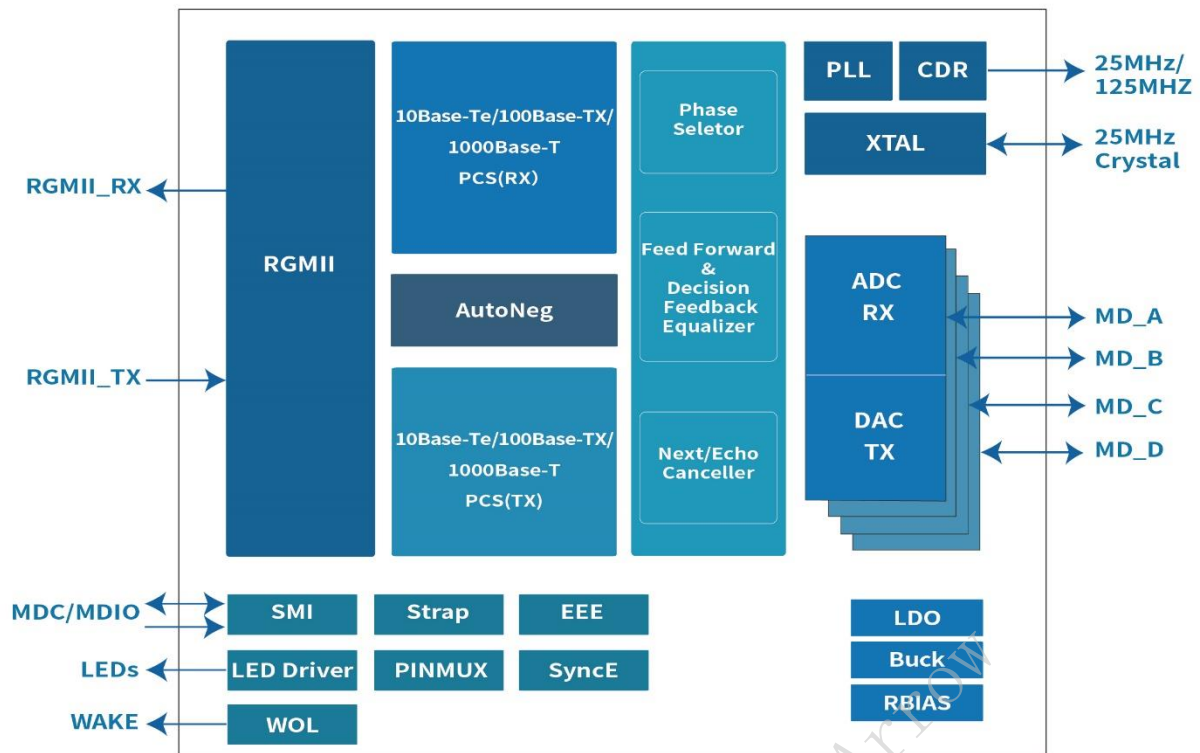 RGMII_RX
RGMII_TX
MDC/MDIO
LEDs
WAKE
RGMII
10Base-Te/100Base-TX/
1000Base-T
PCS(RX)
AutoNeg
10Base-Te/100Base-TX/
1000Base-T
PCS(TX)
Phase
Seletor
Feed Forward
&
Decision
Feedback
Equalizer
Next/Echo
Canceller
PLL
CDR
XTAL
25MHz/
125MHZ
25MHz
Crystal
ADC
RX
DAC
TX
MD_A
MD_B
MD_C
MD_D
SMI
Strap
EEE
LED Driver
PINMUX
SyncE
WOL
LDO
Buck
RBIAS
Arrow